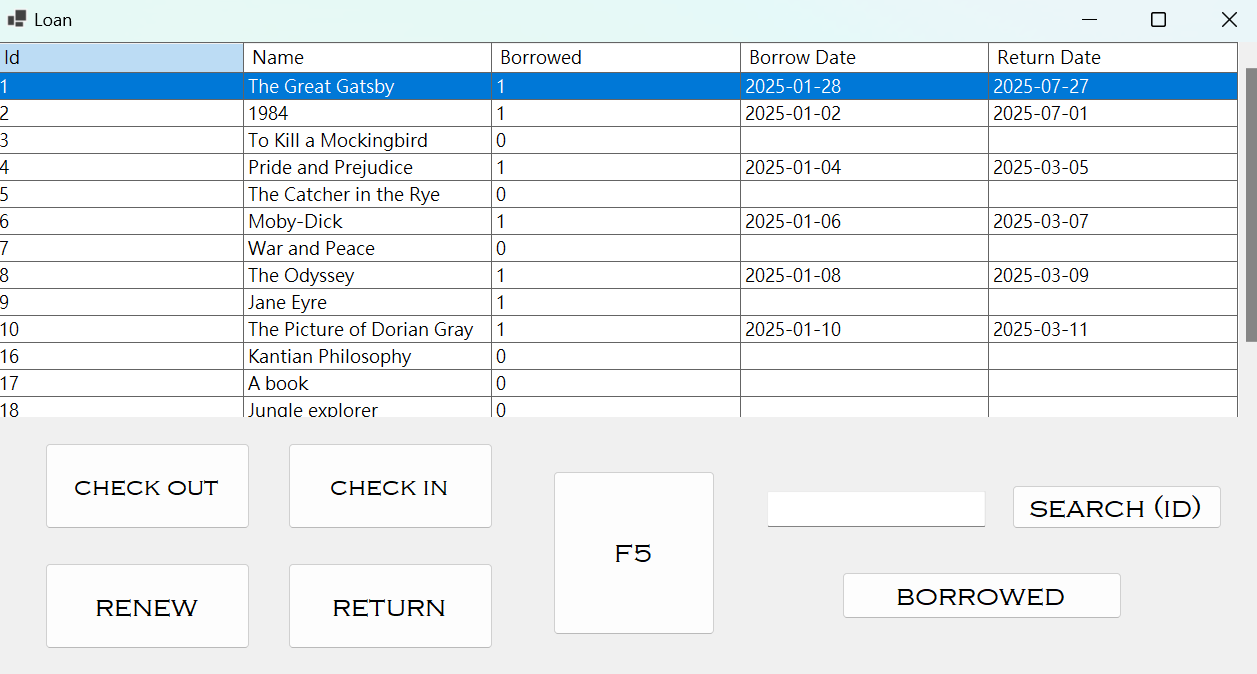 Loan
Id Name Borrowed Borrow Date Return Date
1 The Great Gatsby 1 2025-01-28 2025-07-27
2 1984 1 2025-01-02 2025-07-01
3 To Kill a Mockingbird 0
4 Pride and Prejudice 1 2025-01-04 2025-03-05
5 The Catcher in the Rye 0
6 Moby-Dick 1 2025-01-06 2025-03-07
7 War and Peace 0
8 The Odyssey 1 2025-01-08 2025-03-09
9 Jane Eyre 1
10 The Picture of Dorian Gray 1 2025-01-10 2025-03-11
16 Kantian Philosophy 0
17 A book 0
18 Jungle explorer 0
CHECK OUT CHECK IN
SEARCH (ID)
F5
BORROWED
RENEW RETURN